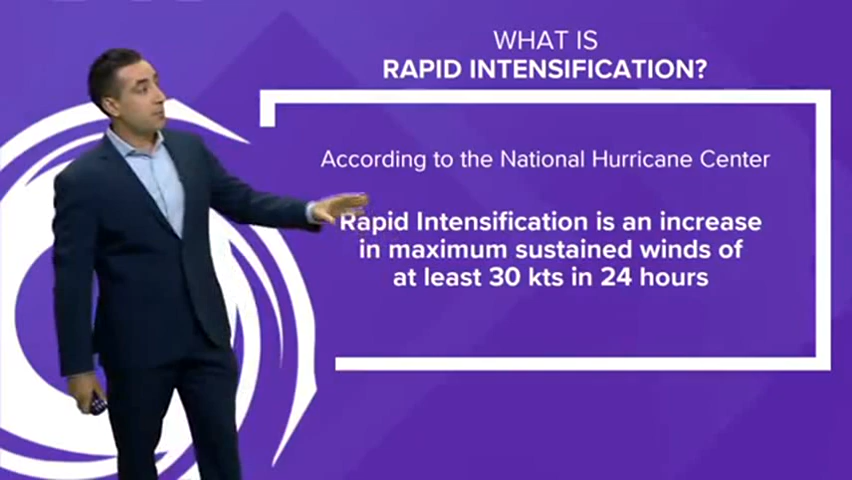 WHAT IS
RAPID INTENSIFICATION?
According to the National Hurricane Center
Rapid Intensification is an increase
in maximum sustained winds of
at least 30 kts in 24 hours